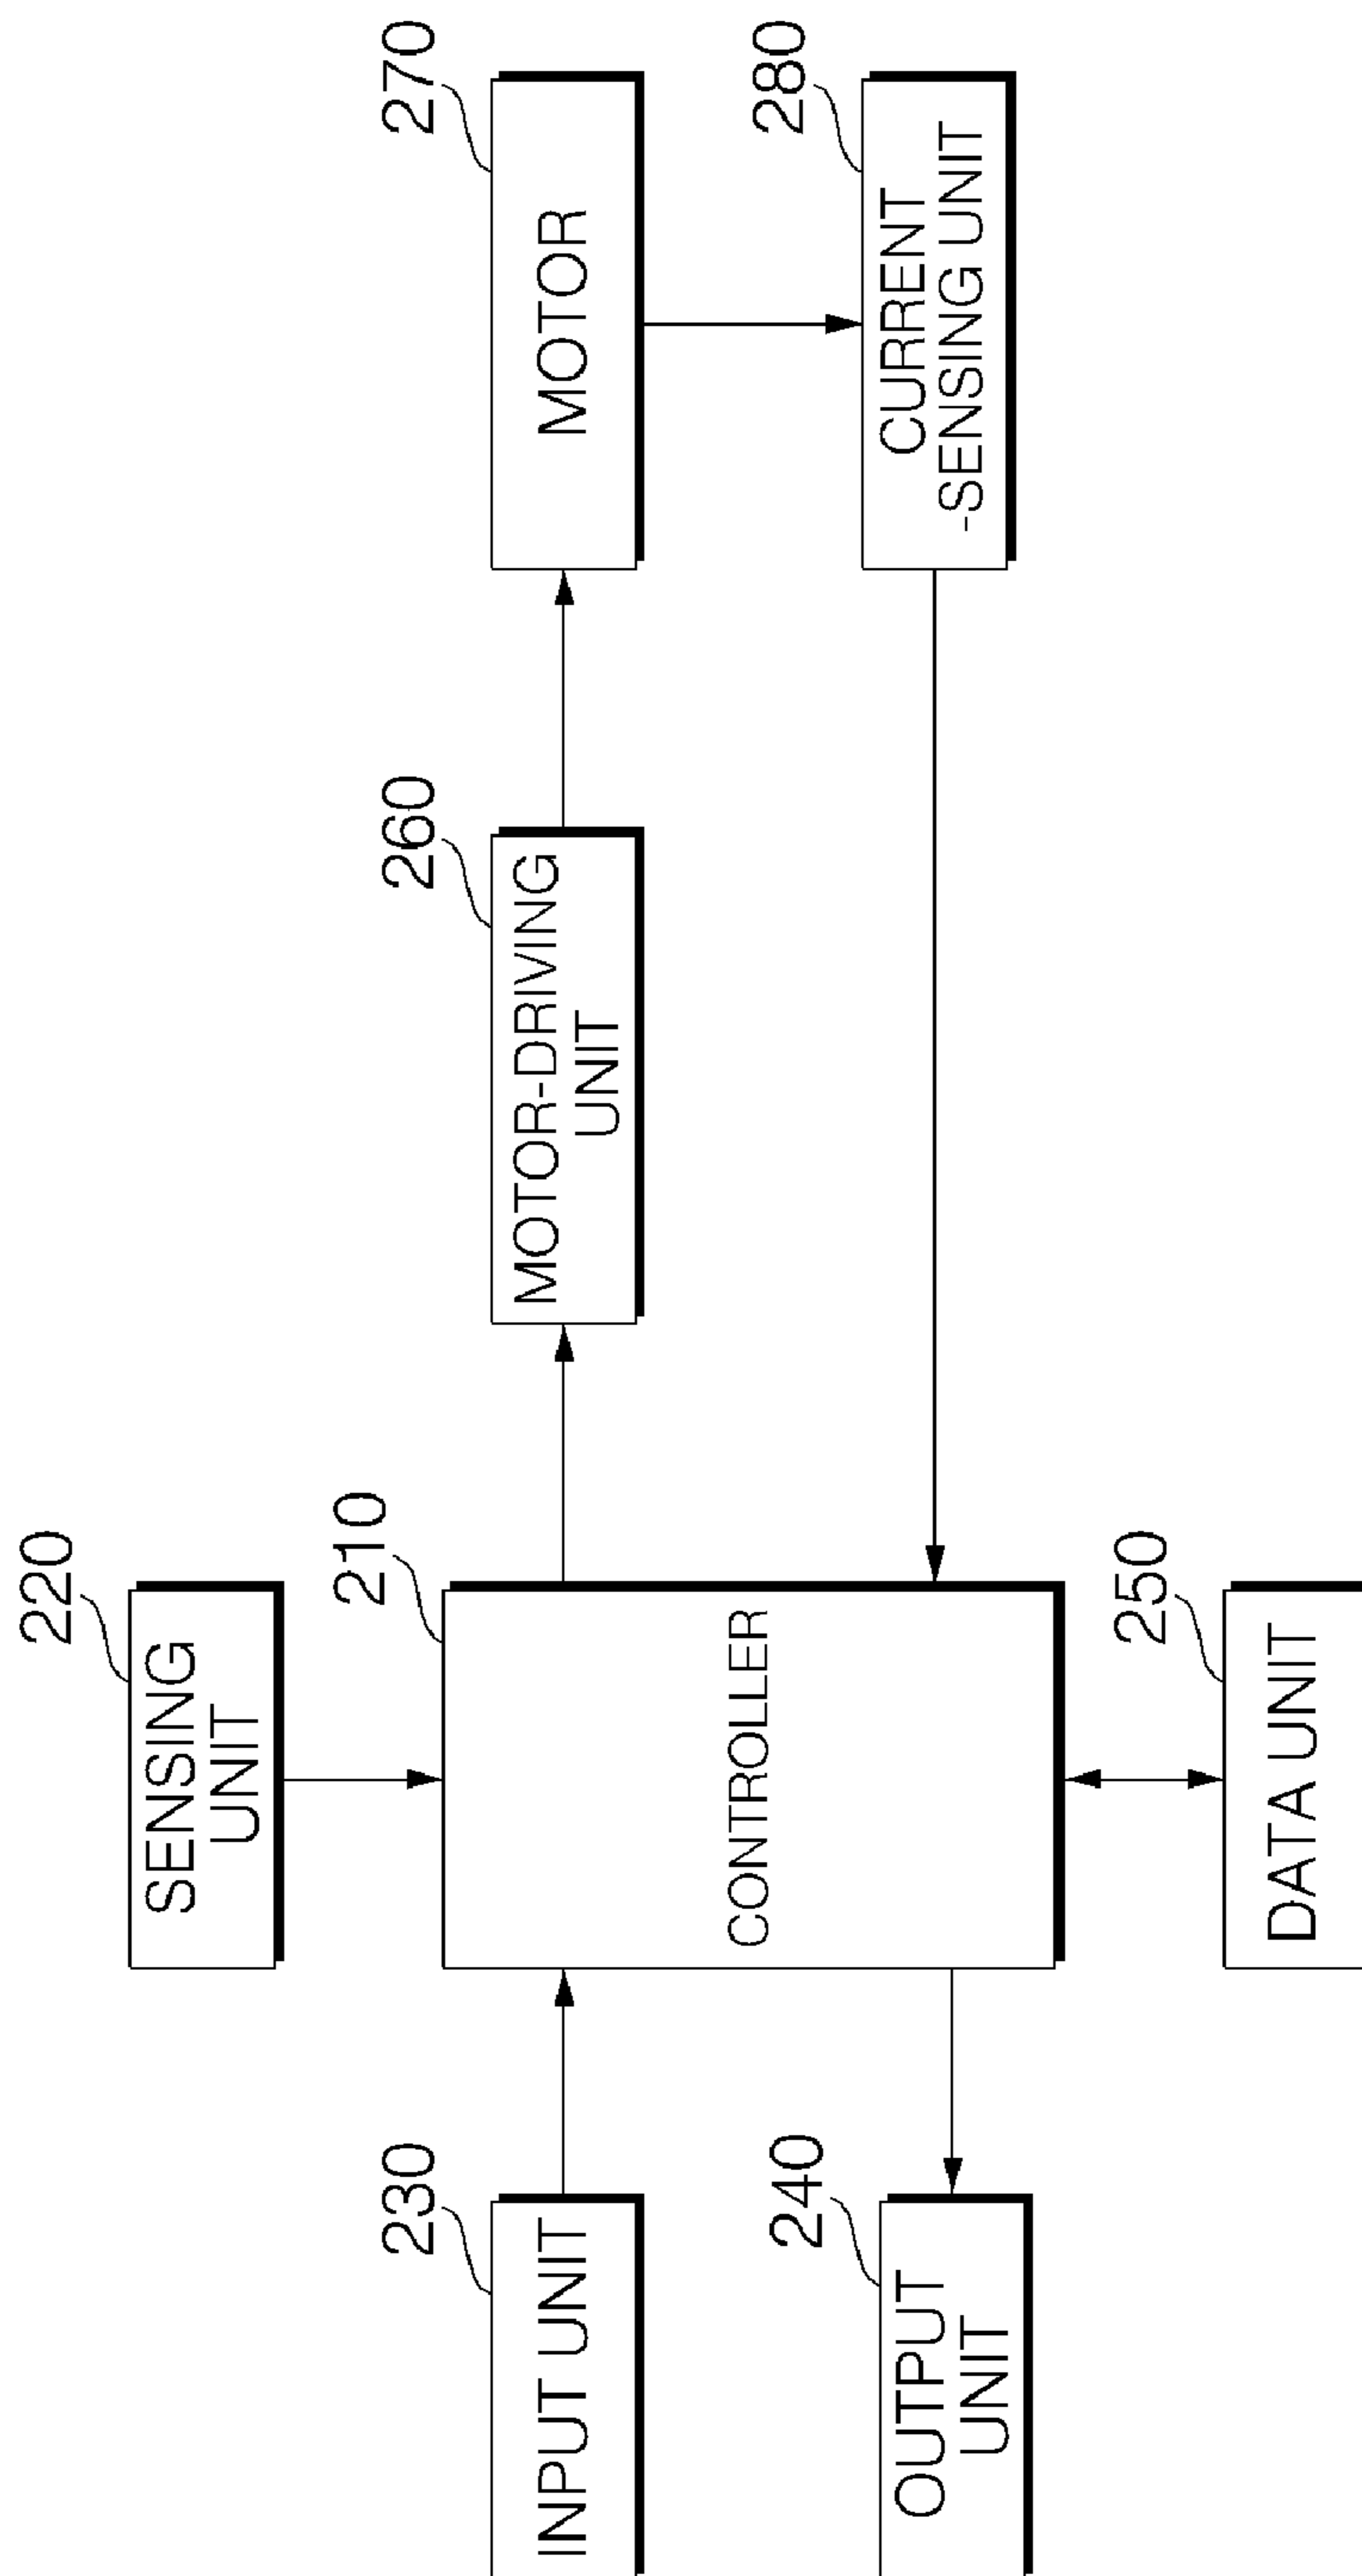 220
SENSING
UNIT
230
INPUT UNIT
210
CONTROLLER
260
MOTOR-DRIVING
UNIT
270
MOTOR
240
OUTPUT
UNIT
280
CURRENT
-SENSING UNIT
250
DATA UNIT